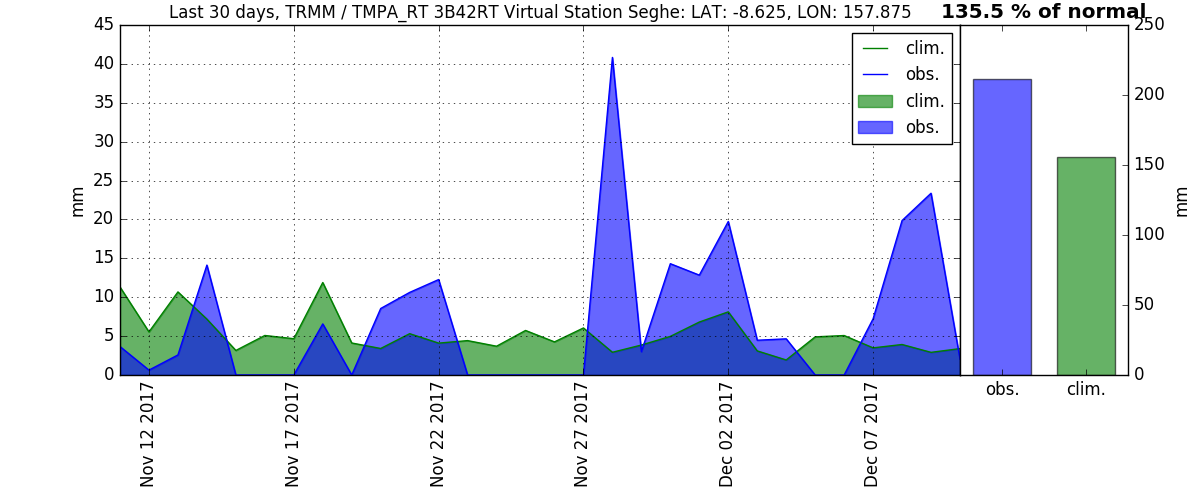 Last 30 days, TRMM / TMPA_RT 3B42RT Virtual Station Seghe: LAT: -8.625, LON: 157.875
135.5 % of normal
45
40
35
30
25
20
15
10
5
0
mm
clim.
obs.
clim.
obs.
250
200
150
100
50
0
mm
obs.
clim.
Nov 12 2017
Nov 17 2017
Nov 22 2017
Nov 27 2017
Dec 02 2017
Dec 07 2017